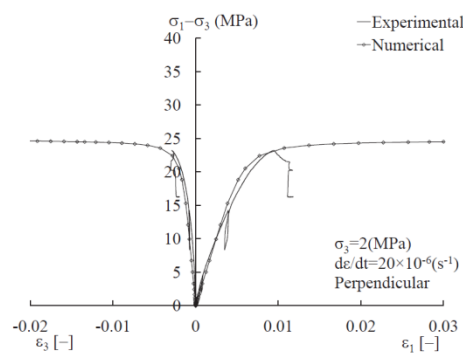 σ1−σ3 (MPa)
Experimental
Numerical
40
35
30
25
20
15
10
5
0
σ3=2(MPa)
dε/dt=20×10-6(s-1)
Perpendicular
-0.02 -0.01 0 0.01 0.02 0.03
ε3 [−] ε1 [−]